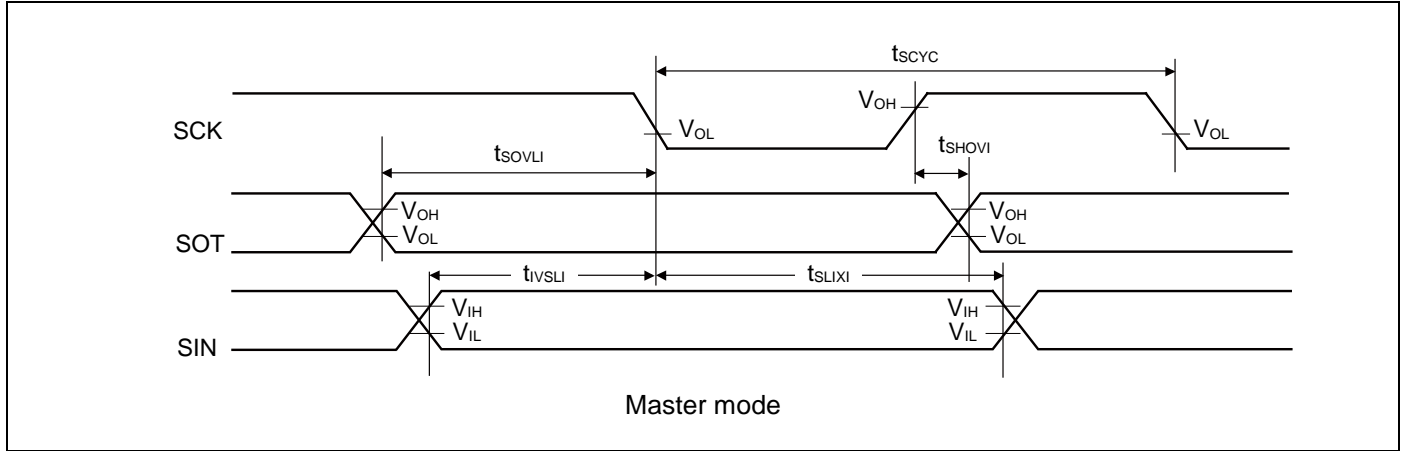 tSCYC
SCK
VOH
VOL
VOL
tSOVLI
tSHOVI
SOT
VOH
VOL
VOH
VOL
tIVSLI
tSLIXI
SIN
VIH
VIL
VIH
VIL
Master mode